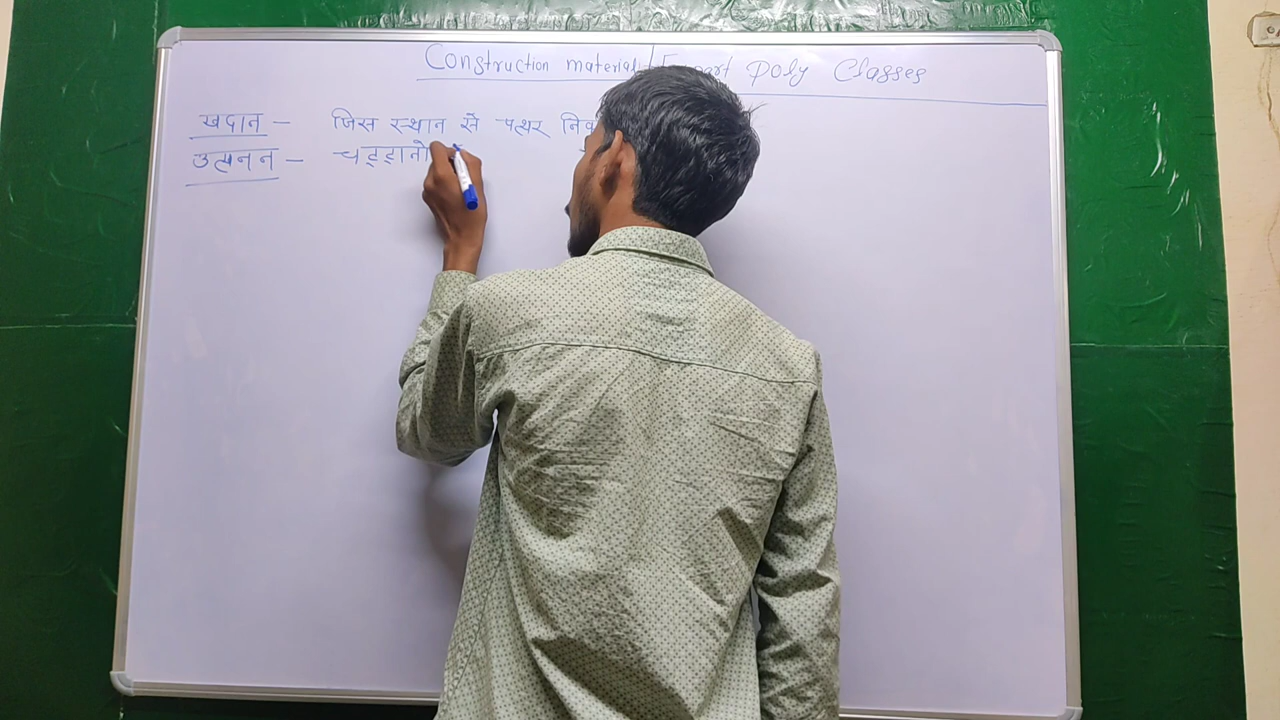 Construction material Poly Classes
खदान – जिस स्थान से पत्थर
उत्खनन – चट्टानो